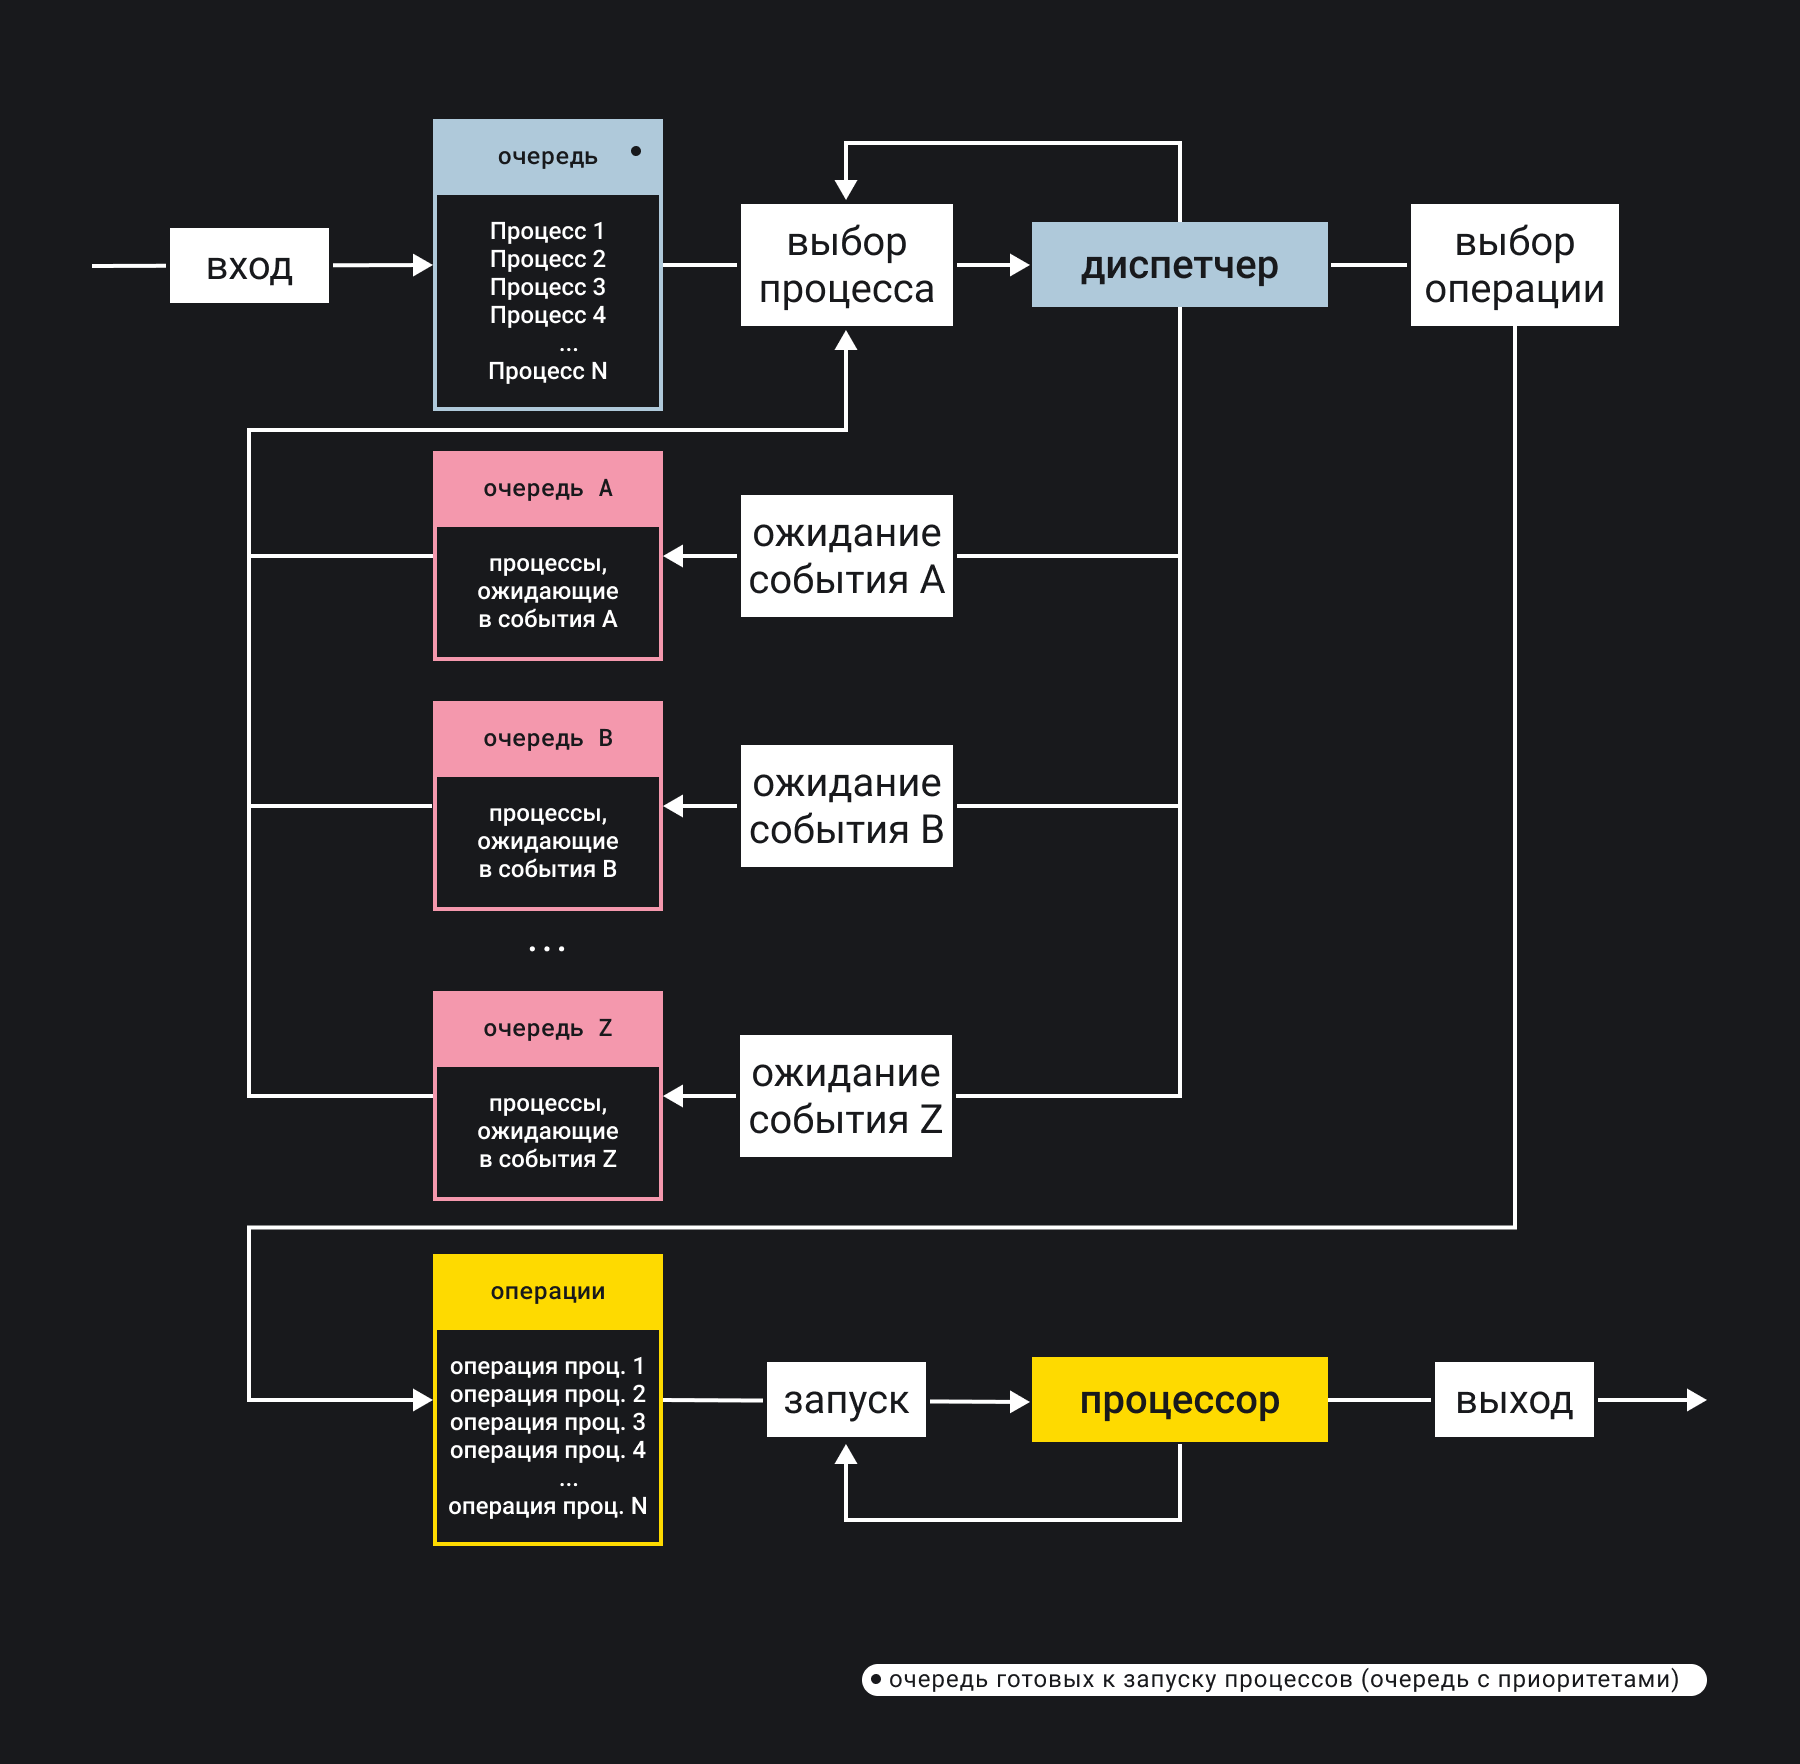 очередь •
вход
Процесс 1
Процесс 2
Процесс 3
Процесс 4
...
Процесс N
выбор
процесса
диспетчер
выбор
операции
очередь A
процессы,
ожидающие
в события A
ожидание
события A
очередь B
процессы,
ожидающие
в события B
ожидание
события B
...
очередь Z
процессы,
ожидающие
в события Z
ожидание
события Z
операции
операция проц. 1
операция проц. 2
операция проц. 3
операция проц. 4
...
операция проц. N
запуск
процессор
выход
• очередь готовых к запуску процессов (очередь с приоритетами)